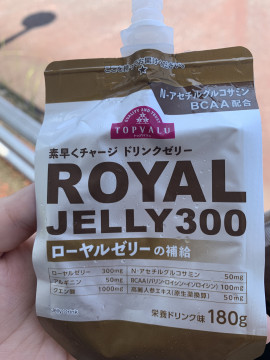 N-アセチルグルコサミン
BCAA配合
TOPVALU
素早くチャージ ドリンクゼリー
ROYAL
JELLY300
ローヤルゼリーの補給
ローヤルゼリー 300mg
アルギニン 50mg
クエン酸 1000mg
N-アセチルグルコサミン 50mg
BCAA(バリン・ロイシン・イソロイシン) 100mg
高麗人参エキス(原生薬換算) 50mg
栄養ドリンク味 180g